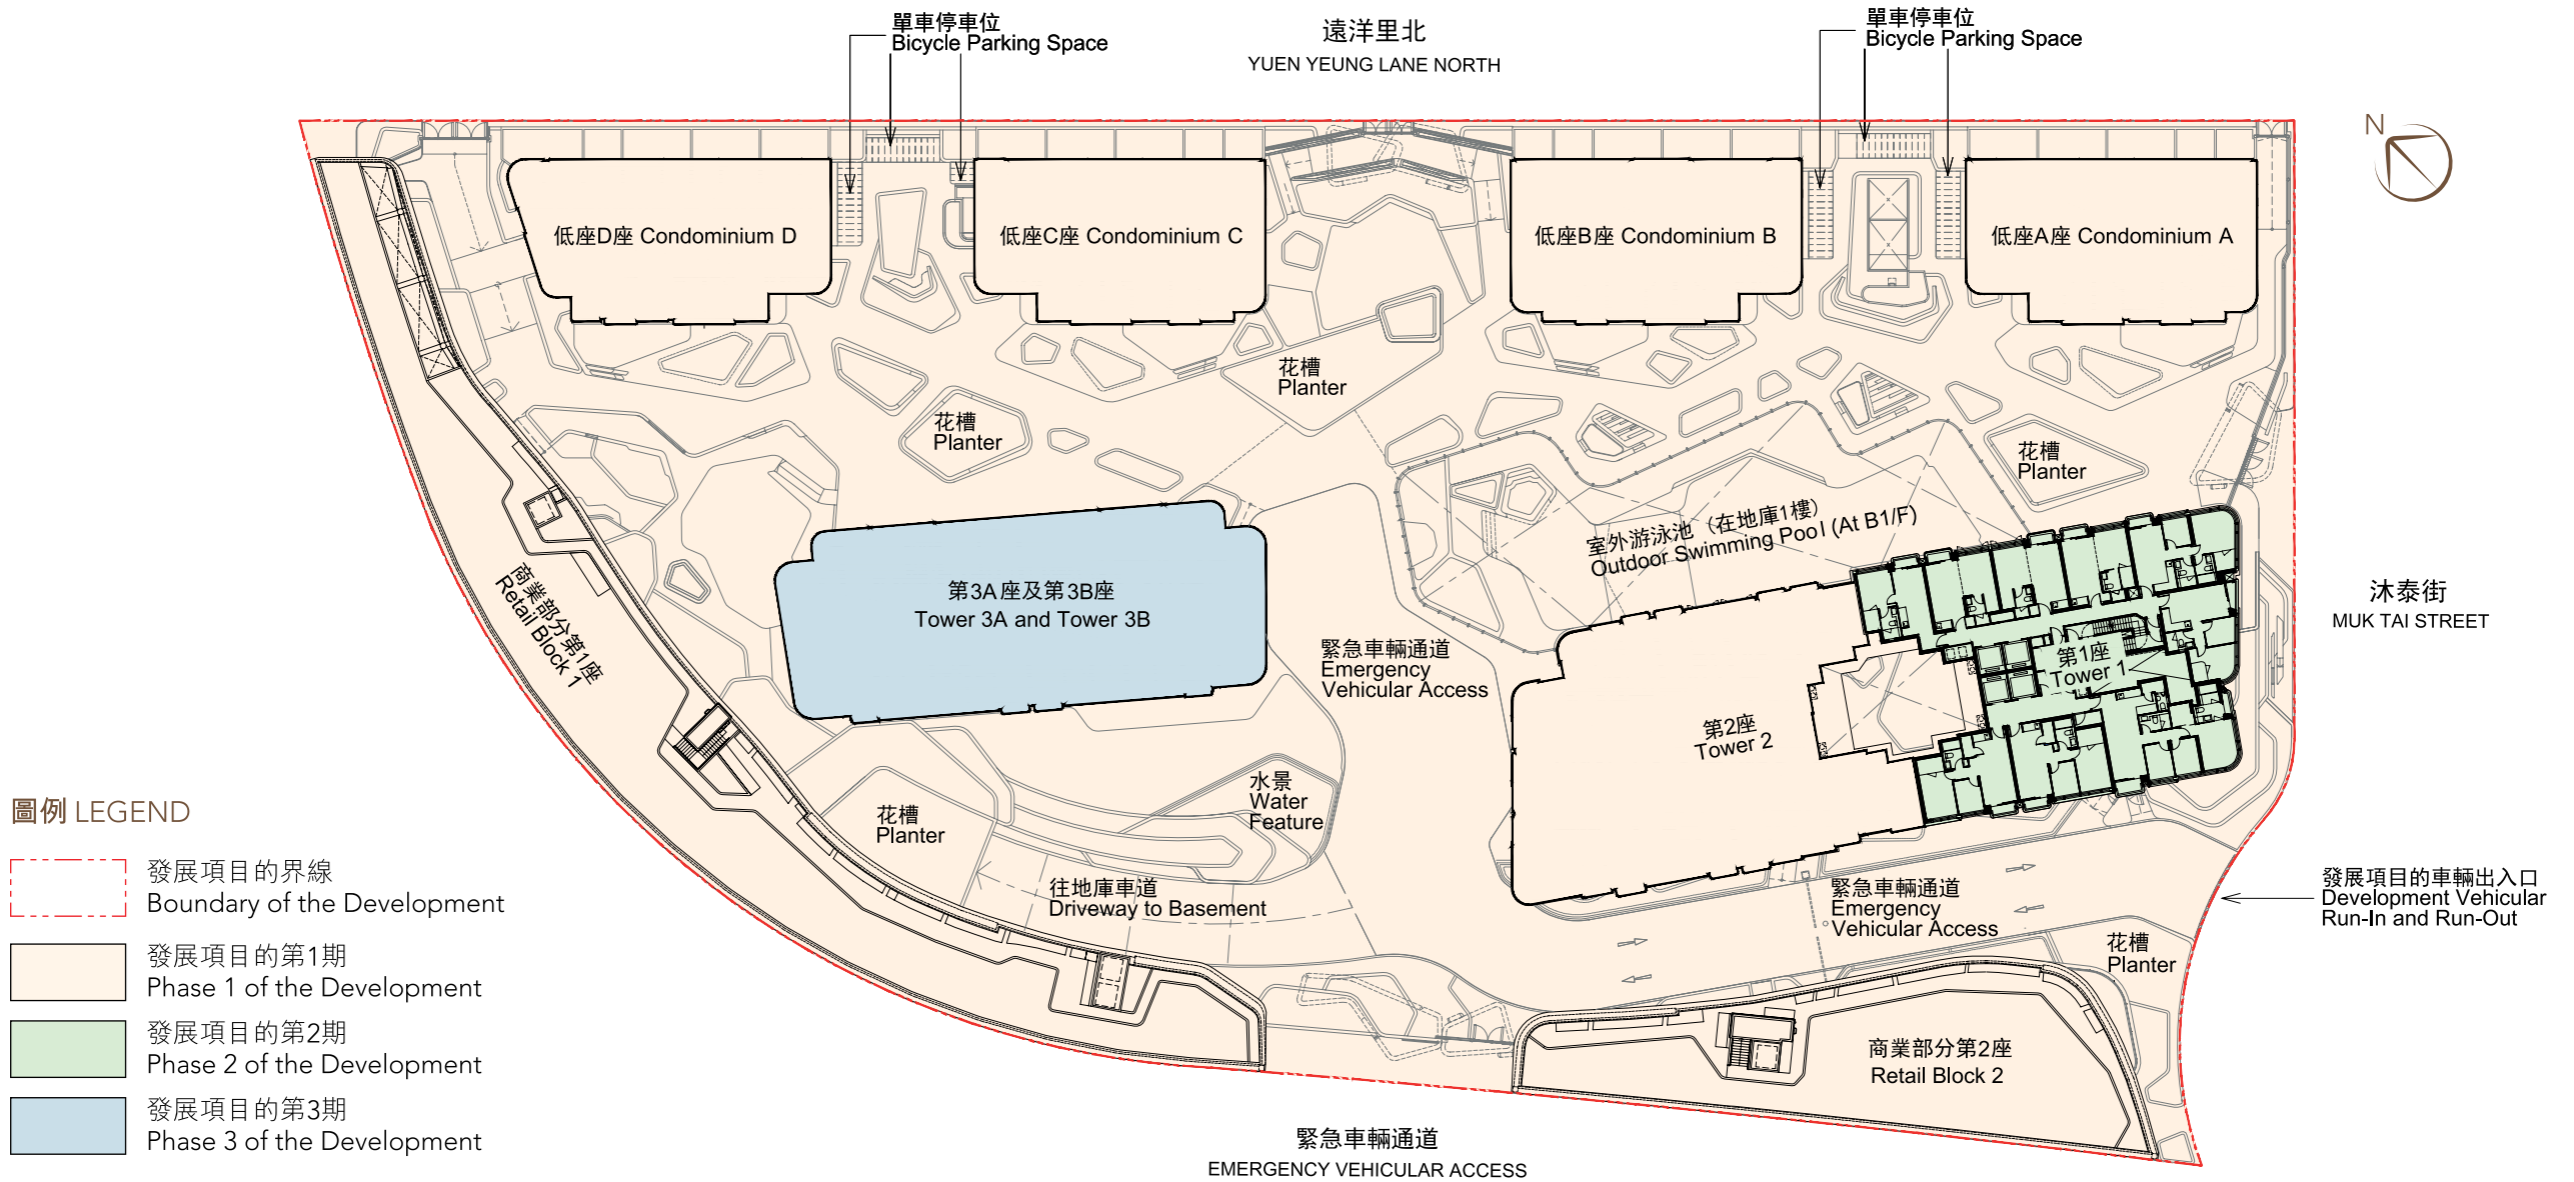 單車停車位
Bicycle Parking Space
遠洋里北
YUEN YEUNG LANE NORTH
單車停車位
Bicycle Parking Space
N
低座D座 Condominium D
低座C座 Condominium C
低座B座 Condominium B
低座A座 Condominium A
花槽
Planter
花槽
Planter
花槽
Planter
室外游泳池（在地庫1樓）
Outdoor Swimming Pool (At B1/F)
商業部分第1座
Retail Block 1
第3A座及第3B座
Tower 3A and Tower 3B
緊急車輛通道
Emergency
Vehicular Access
第1座
Tower 1
沐泰街
MUK TAI STREET
第2座
Tower 2
水景
Water
Feature
花槽
Planter
往地庫車道
Driveway to Basement
緊急車輛通道
Emergency
Vehicular Access
發展項目的車輛出入口
Development Vehicular
Run-In and Run-Out
花槽
Planter
商業部分第2座
Retail Block 2
緊急車輛通道
EMERGENCY VEHICULAR ACCESS
圖例 LEGEND
發展項目的界線
Boundary of the Development
發展項目的第1期
Phase 1 of the Development
發展項目的第2期
Phase 2 of the Development
發展項目的第3期
Phase 3 of the Development